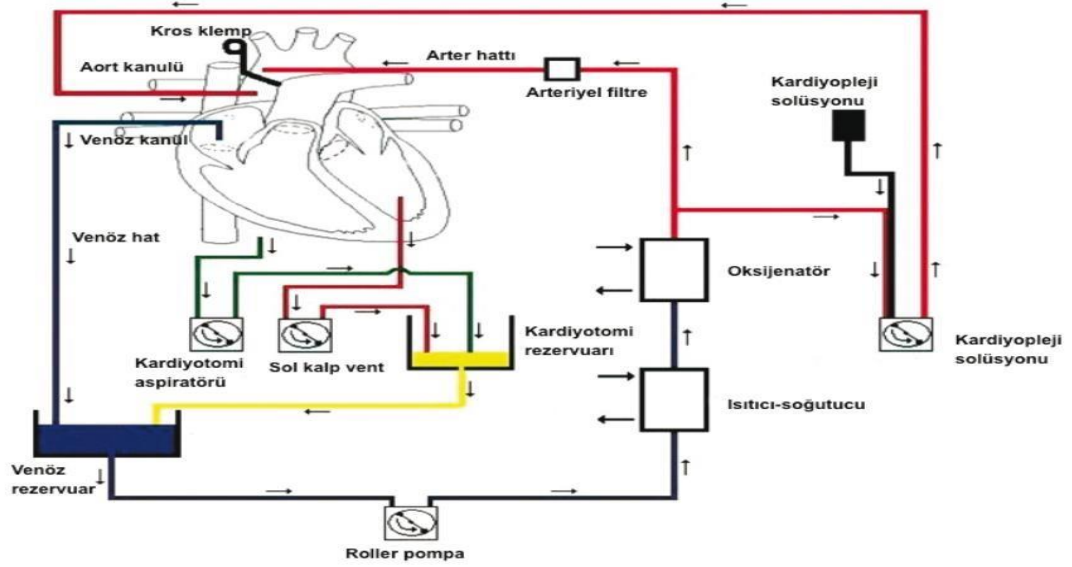 Kros klemp
Aort kanulü
Arter hattı
Arteriyel filtre
Kardiyopleji
solüsyonu
Venöz kanül
Venöz hat
Oksijenatör
Kardiyotomi
aspiratörü
Sol kalp vent
Kardiyotomi
rezervuarı
Kardiyopleji
solüsyonu
Isıtıcı-soğutucu
Venöz
rezervuar
Roller pompa